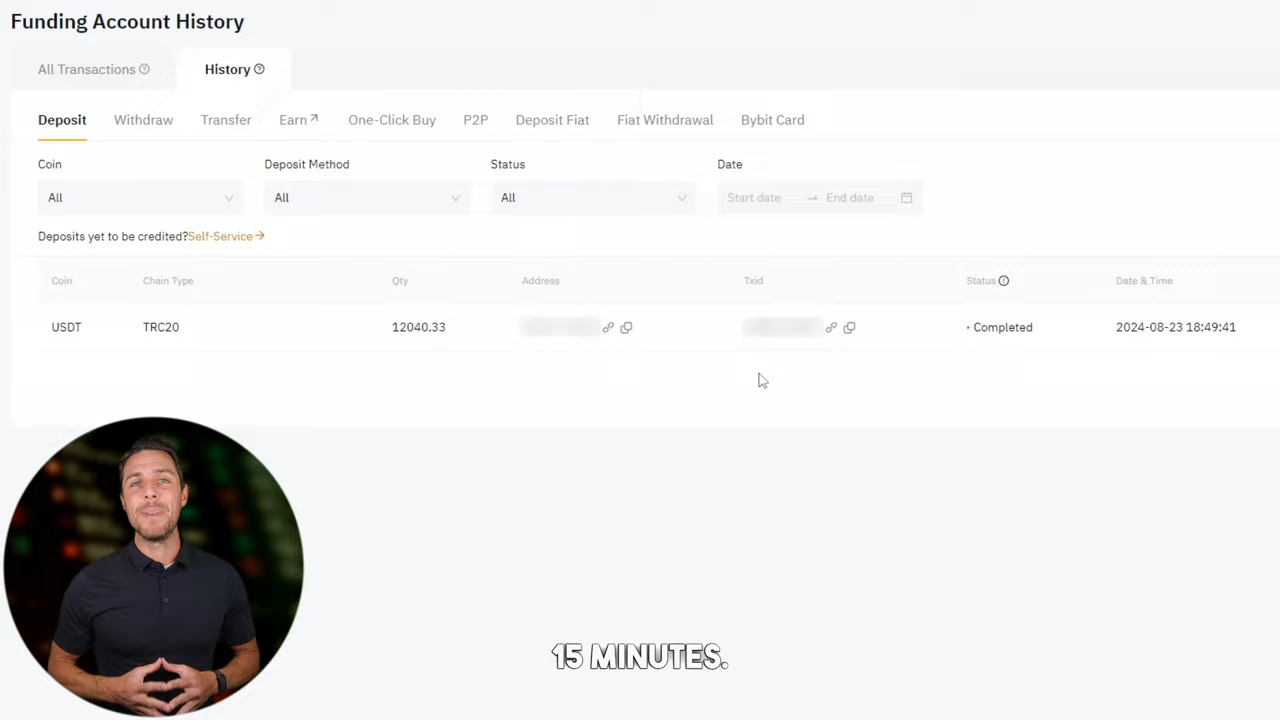 Funding Account History
All Transactions History
Deposit Withdraw Transfer Earn One-Click Buy P2P Deposit Fiat Fiat Withdrawal Bybit Card
Coin Deposit Method Status Date
All All All Start date → End date
Deposits yet to be credited?Self-Service→
Coin Chain Type Qty Address Txid Status Date & Time
USDT TRC20 12040.33 Completed 2024-08-23 18:49:41
15 MINUTES.